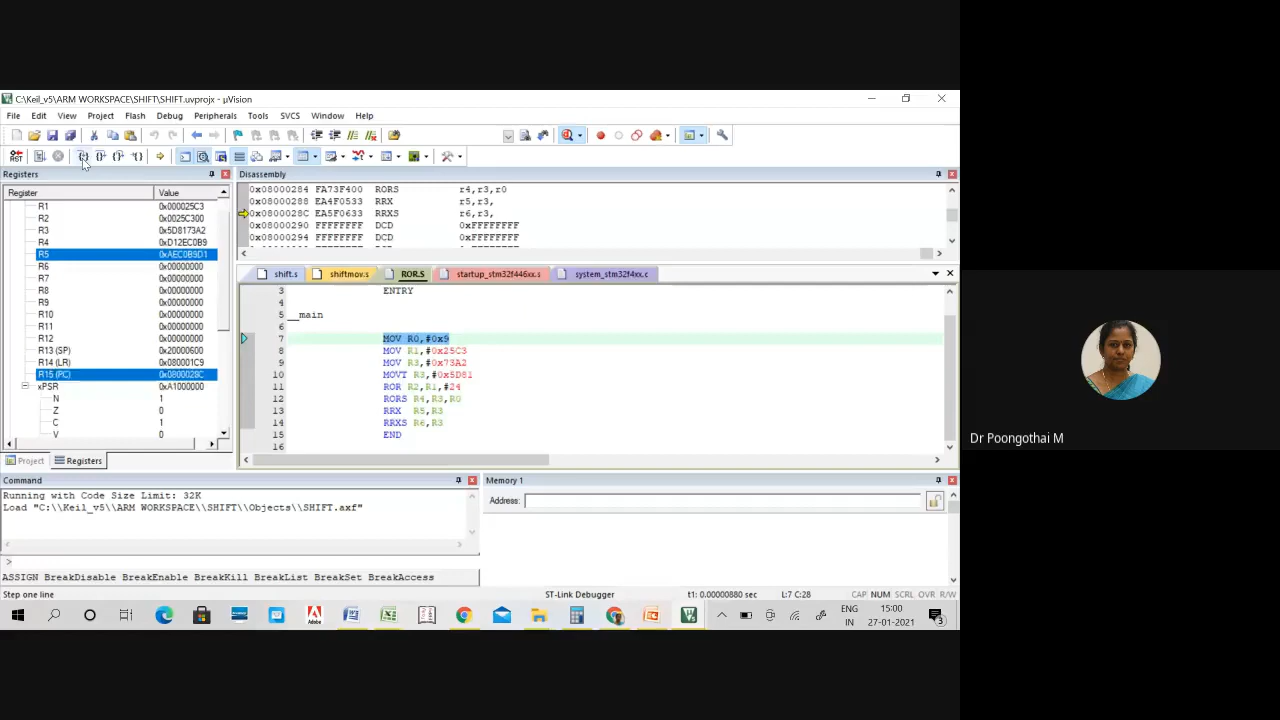 C:\Keil_v5\ARM WORKSPACE\SHIFT\SHIFT.uvprojx - µVision
File Edit View Project Flash Debug Peripherals Tools SVCS Window Help
Registers
Register Value
R1 0x000025C3
R2 0x0025C300
R3 0x5D8173A2
R4 0xD12EC0B9
R5 0xAEC0B9D1
R6 0x00000000
R7 0x00000000
R8 0x00000000
R9 0x00000000
R10 0x00000000
R11 0x00000000
R12 0x00000000
R13 (SP) 0x20000600
R14 (LR) 0x080001C9
R15 (PC) 0x0800028C
xPSR 0xA1000000
N 1
Z 0
C 1
V 0
Project Registers
Disassembly
0x08000284 FA73F400 RORS r4,r3,r0
0x08000288 EA4F0533 RRX r5,r3,
0x0800028C EA5F0633 RRXS r6,r3,
0x08000290 FFFFFFFF DCD 0xFFFFFFFF
0x08000294 FFFFFFFF DCD 0xFFFFFFFF
shift.s shiftmov.s ROR.S startup_stm32f446xx.s system_stm32f4xx.c
3 ENTRY
4
5 __main
6
7 MOV R0,#0x9
8 MOV R1,#0x25C3
9 MOV R3,#0x73A2
10 MOVT R3,#0x5D81
11 ROR R2,R1,#24
12 RORS R4,R3,R0
13 RRX R5,R3
14 RRXS R6,R3
15 END
16
Command
Running with Code Size Limit: 32K
Load "C:\\Keil_v5\\ARM WORKSPACE\\SHIFT\\Objects\\SHIFT.axf"
>
ASSIGN BreakDisable BreakEnable BreakKill BreakList BreakSet BreakAccess
Memory 1
Address:
Step one line ST-Link Debugger t1: 0.00000880 sec L:7 C:28 CAP NUM SCRL OVR R/W
ENG
IN
15:00
27-01-2021
3
Dr Poongothai M